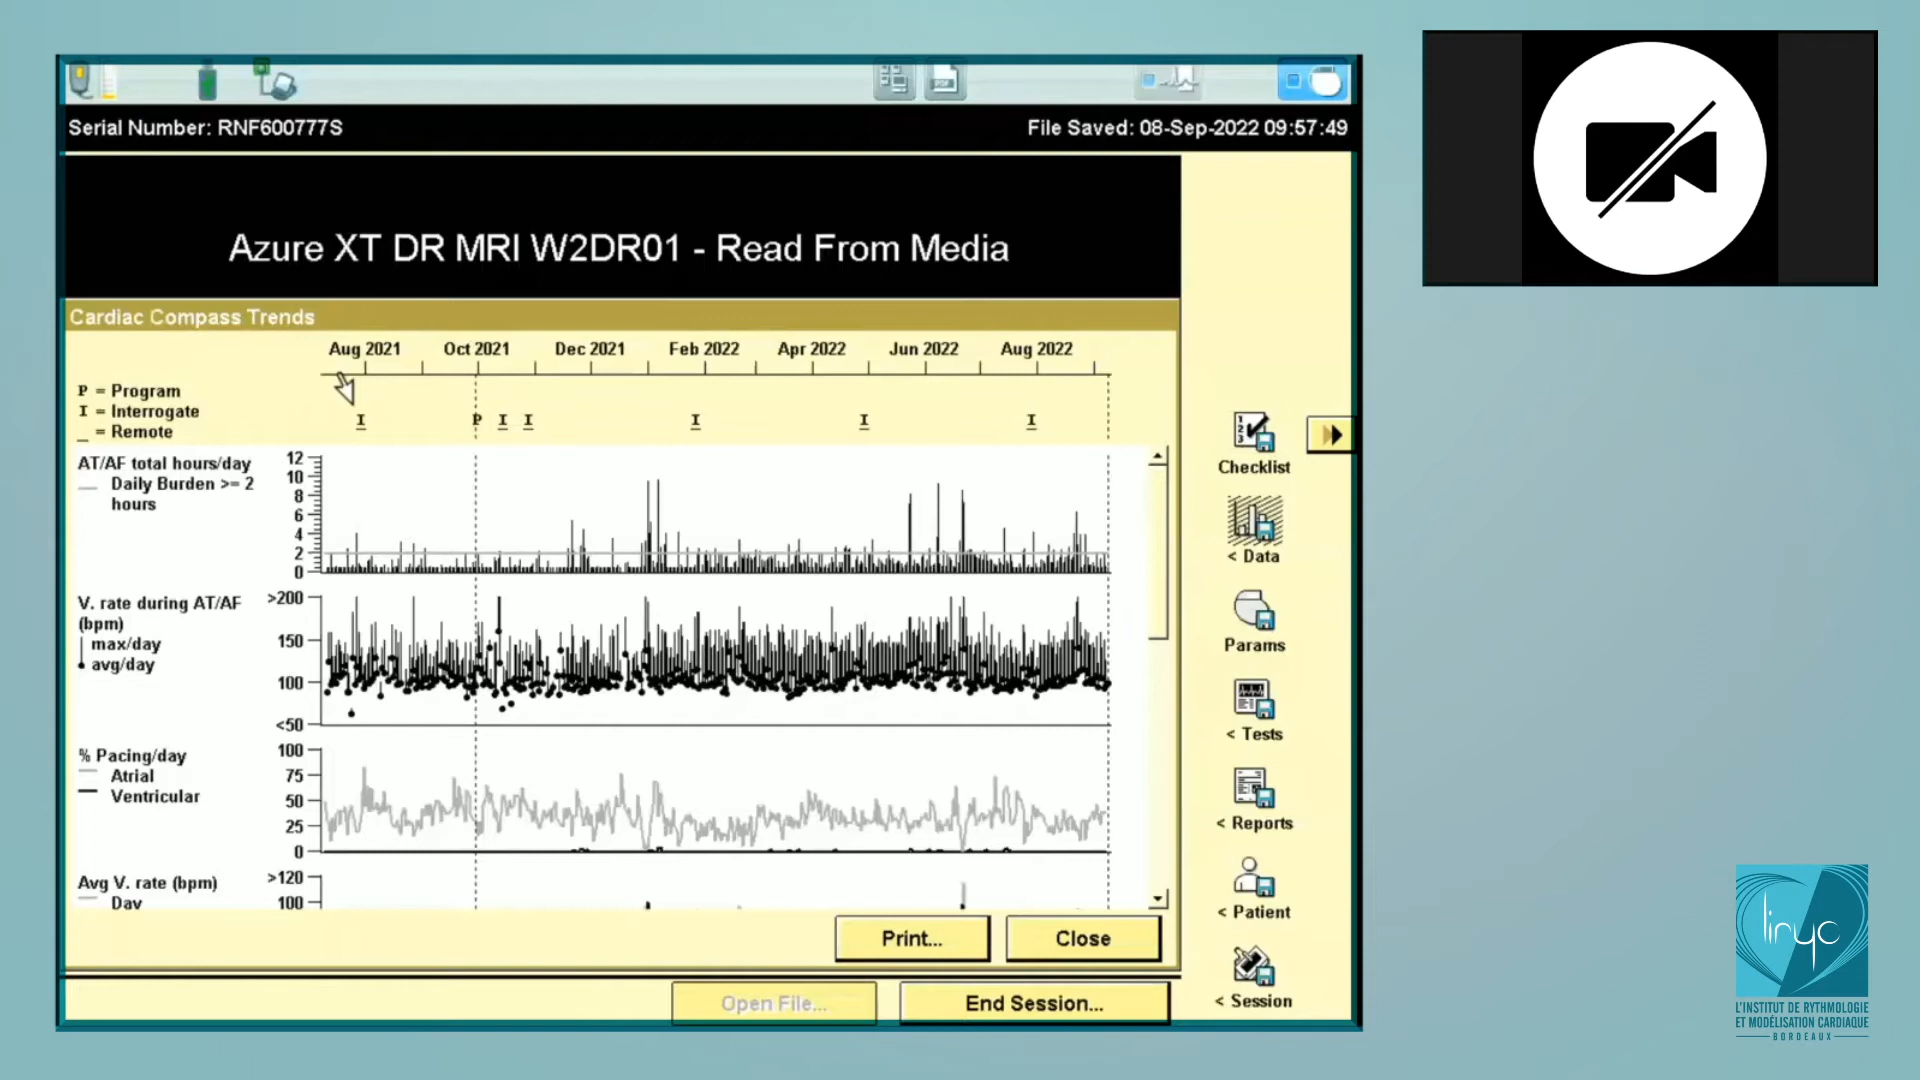 Serial Number: RNF600777S
File Saved: 08-Sep-2022 09:57:49
Azure XT DR MRI W2DR01 - Read From Media
Cardiac Compass Trends
Aug 2021 Oct 2021 Dec 2021 Feb 2022 Apr 2022 Jun 2022 Aug 2022
P = Program
I = Interrogate
_ = Remote
I P I I I I I
AT/AF total hours/day
Daily Burden >= 2
hours
12
10
8
6
4
2
0
V. rate during AT/AF
(bpm)
max/day
avg/day
>200
150
100
<50
% Pacing/day
Atrial
Ventricular
100
75
50
25
0
Avg V. rate (bpm)
Day
>120
100
Print...
Close
Open File...
End Session...
Checklist
< Data
Params
< Tests
< Reports
< Patient
< Session
liryc
L'INSTITUT DE RYTHMOLOGIE
ET MODÉLISATION CARDIAQUE
BORDEAUX